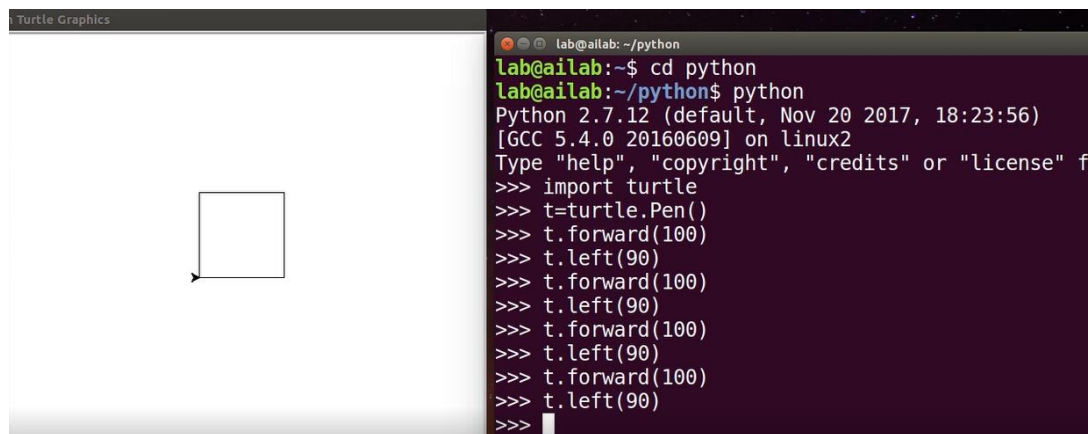 Turtle Graphics
lab@ailab: ~/python
lab@ailab:~$ cd python
lab@ailab:~/python$ python
Python 2.7.12 (default, Nov 20 2017, 18:23:56)
[GCC 5.4.0 20160609] on linux2
Type "help", "copyright", "credits" or "license" f
>>> import turtle
>>> t=turtle.Pen()
>>> t.forward(100)
>>> t.left(90)
>>> t.forward(100)
>>> t.left(90)
>>> t.forward(100)
>>> t.left(90)
>>> t.forward(100)
>>> t.left(90)
>>>